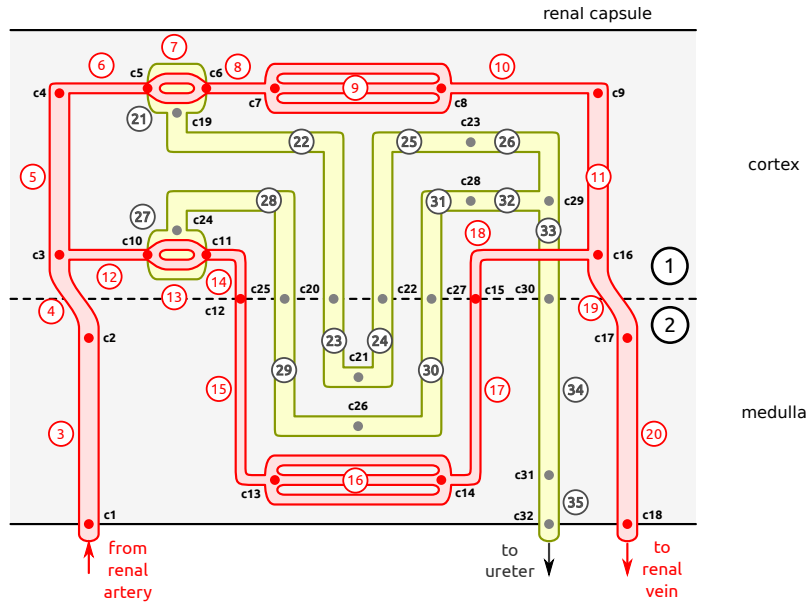 renal capsule
7
6
8
10
c5
c6
c4
9
c9
c7
c8
21
c19
c23
22
25
26
cortex
5
11
c28
27
28
31
32
c29
c24
33
18
c10
c11
c3
c16
12
14
1
13
c25
c20
c22
c27
c15
c30
4
c12
19
2
c2
c17
23
24
c21
29
30
15
17
34
c26
medulla
3
20
16
c31
c13
c14
35
c1
c32
c18
from
renal
artery
to
ureter
to
renal
vein